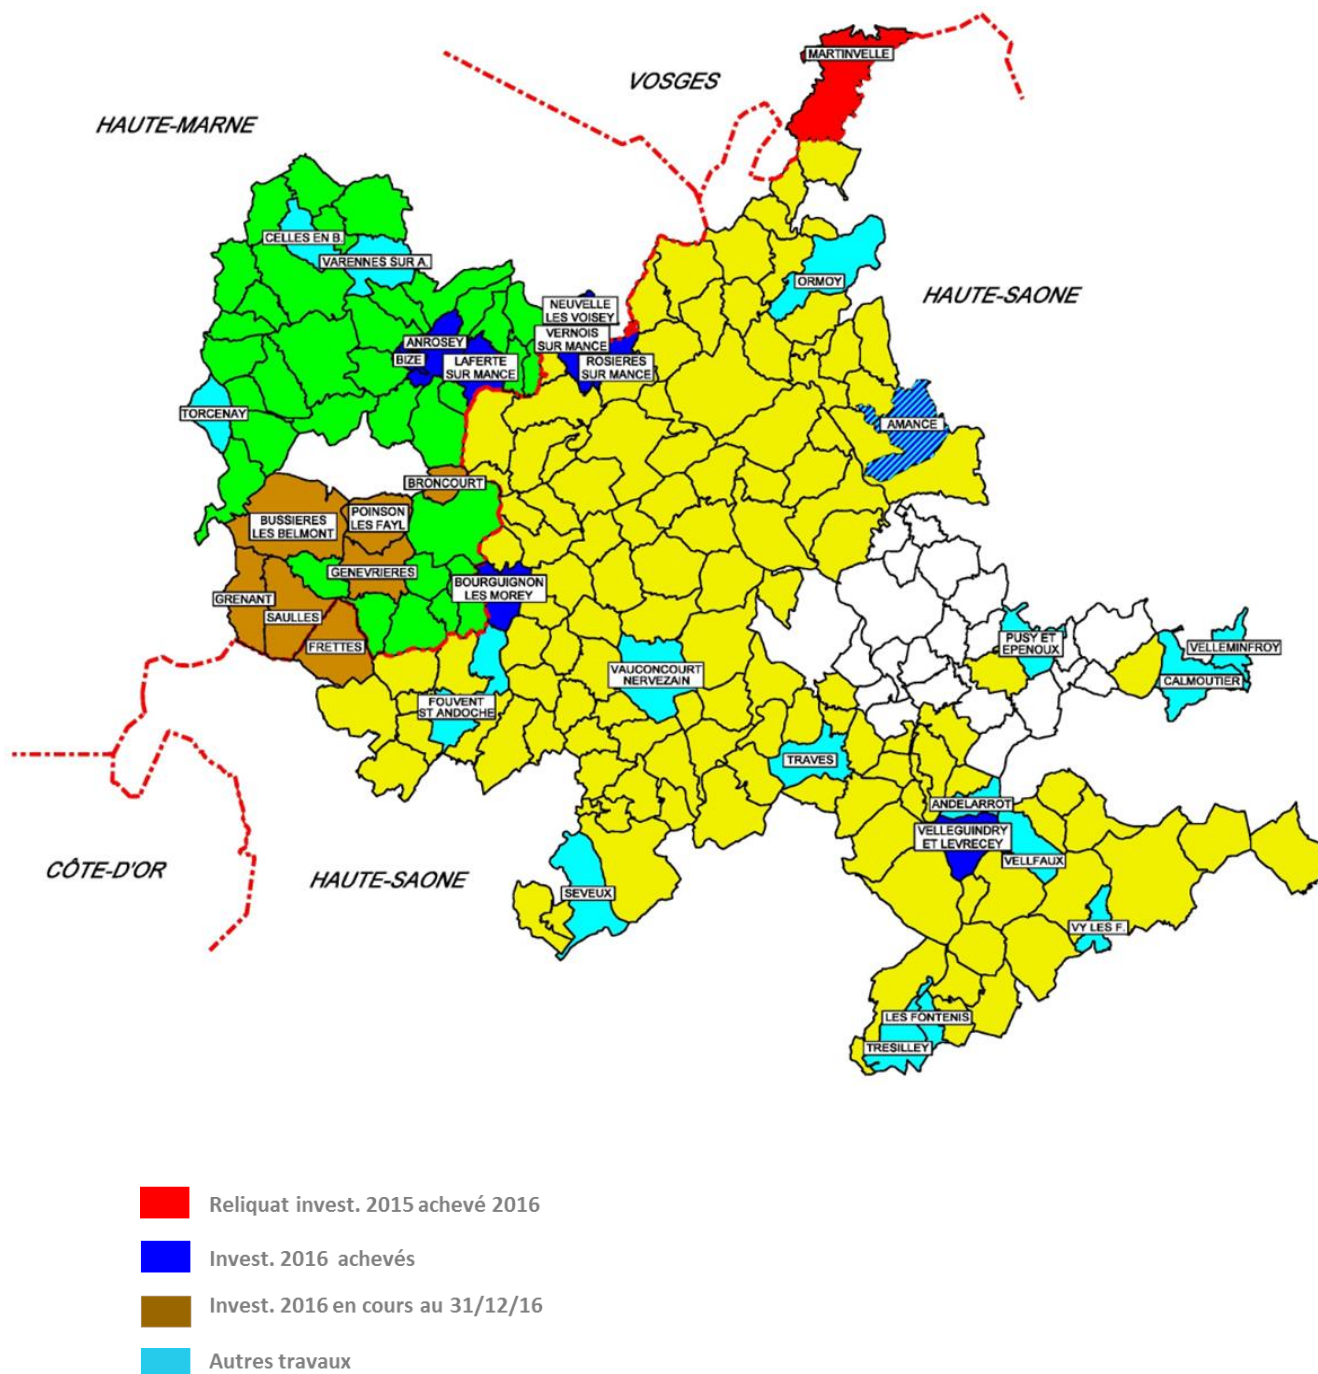 MARTINVELLE
VOSGES
HAUTE-MARNE
CELLES EN B.
VARENNES SUR A.
ORMOY
HAUTE-SAONE
NEUVELLE
LES VOISEY
VERNOIS
SUR MANCE
ANROSEY
BIZE
LAFERTE
SUR MANCE
ROSIERES
SUR MANCE
TORCENAY
AMANCE
BRONCOURT
BUSSIERES
LES BELMONT
POINSON
LES FAYL
GENEVRIERES
BOURGUIGNON
LES MOREY
GRENANT
SAULLES
FRETTES
PUSY ET
EPENOUX
VELLEMINFROY
CALMOUTIER
VAUCONCOURT
NERVEZAIN
FOUVENT
ST ANDOCHE
TRAVES
ANDELARROT
VELLEGUINDRY
ET LEVRECEY
VELLFAUX
CÔTE-D'OR
HAUTE-SAONE
SEVEUX
VY LES F.
LES FONTENIS
TRESILLEY
Reliquat invest. 2015 achevé 2016
Invest. 2016 achevés
Invest. 2016 en cours au 31/12/16
Autres travaux